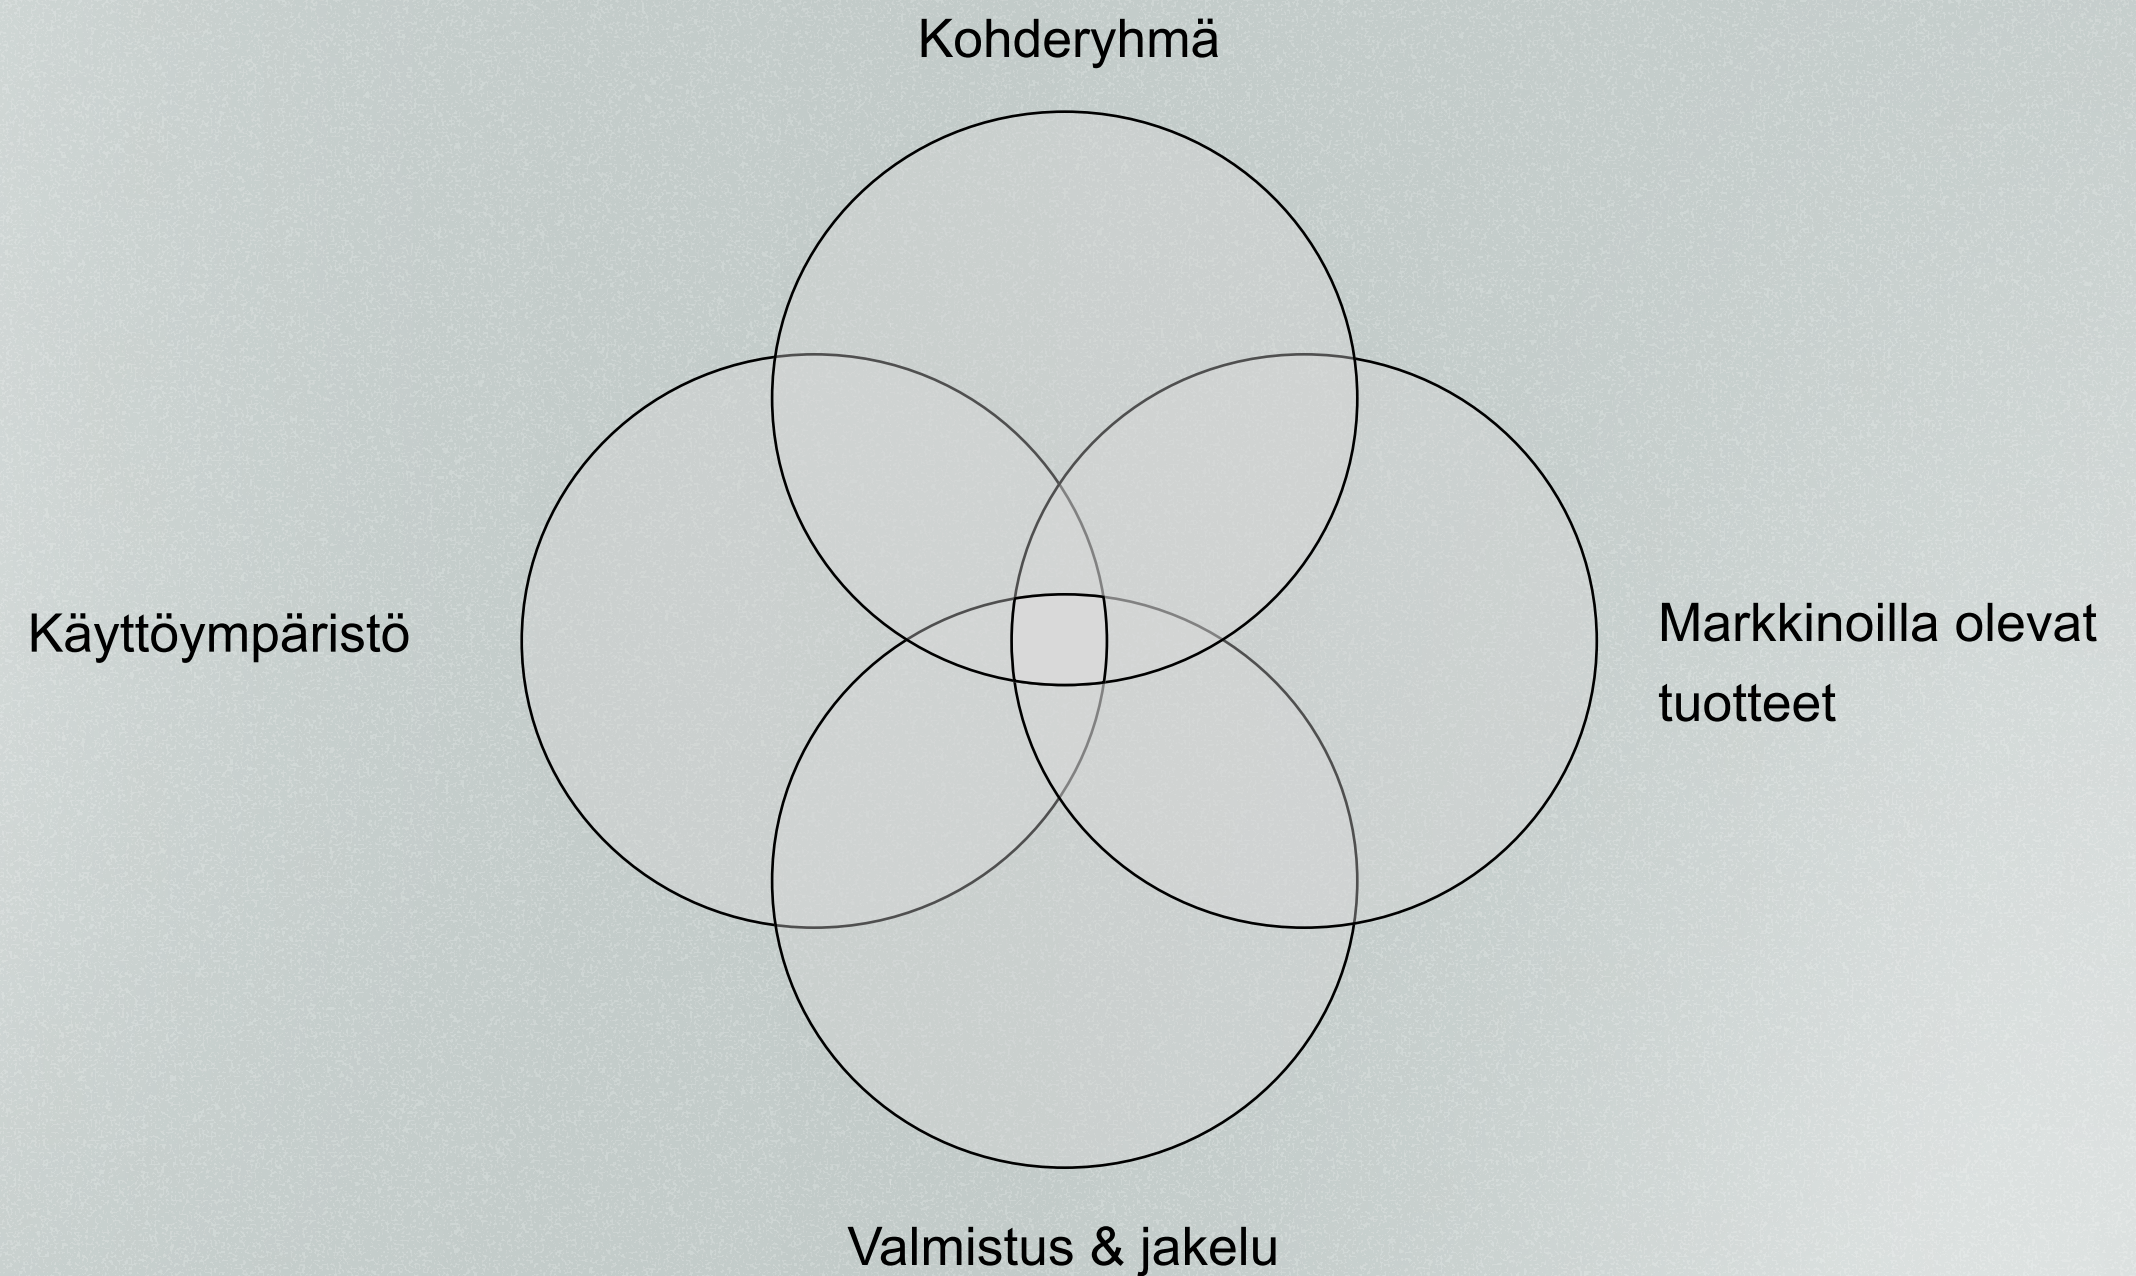 Kohderyhmä
Käyttöympäristö
Markkinoilla olevat
tuotteet
Valmistus & jakelu